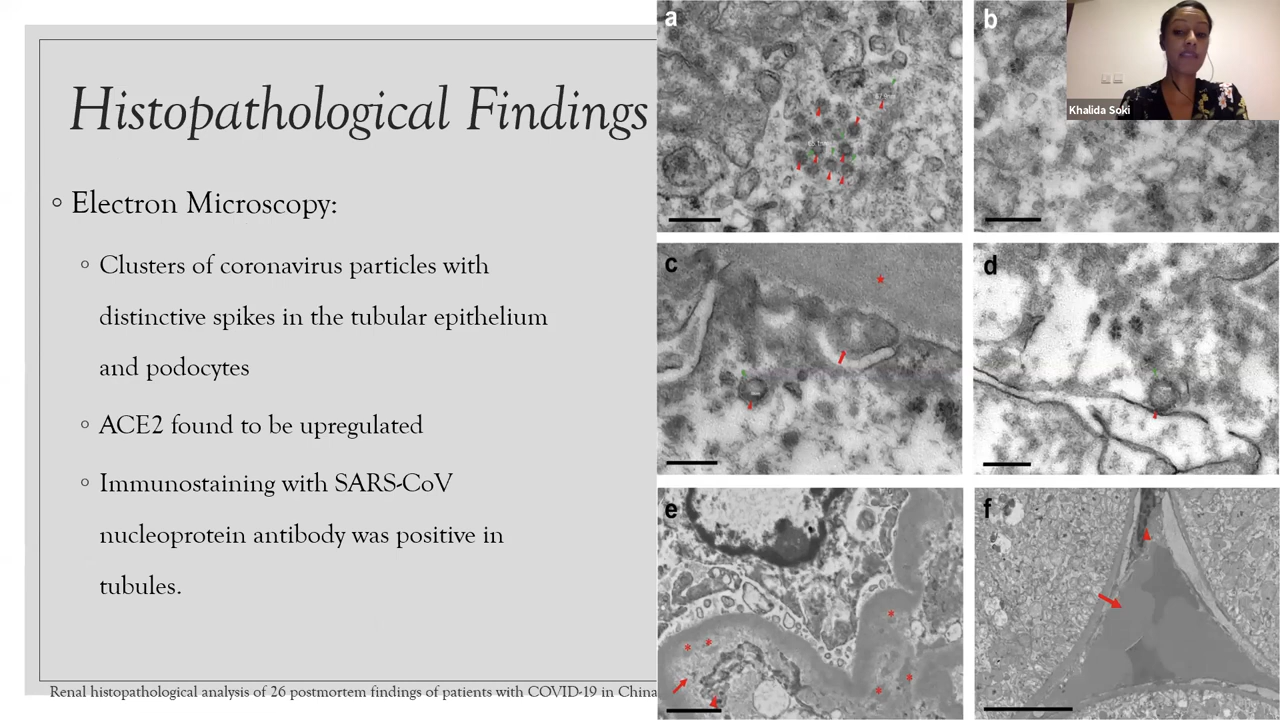 Histopathological Findings
◦ Electron Microscopy:
◦ Clusters of coronavirus particles with
distinctive spikes in the tubular epithelium
and podocytes
◦ ACE2 found to be upregulated
◦ Immunostaining with SARS-CoV
nucleoprotein antibody was positive in
tubules.
Renal histopathological analysis of 26 postmortem findings of patients with COVID-19 in China
a
b
Khalida Soki
c
d
e
f